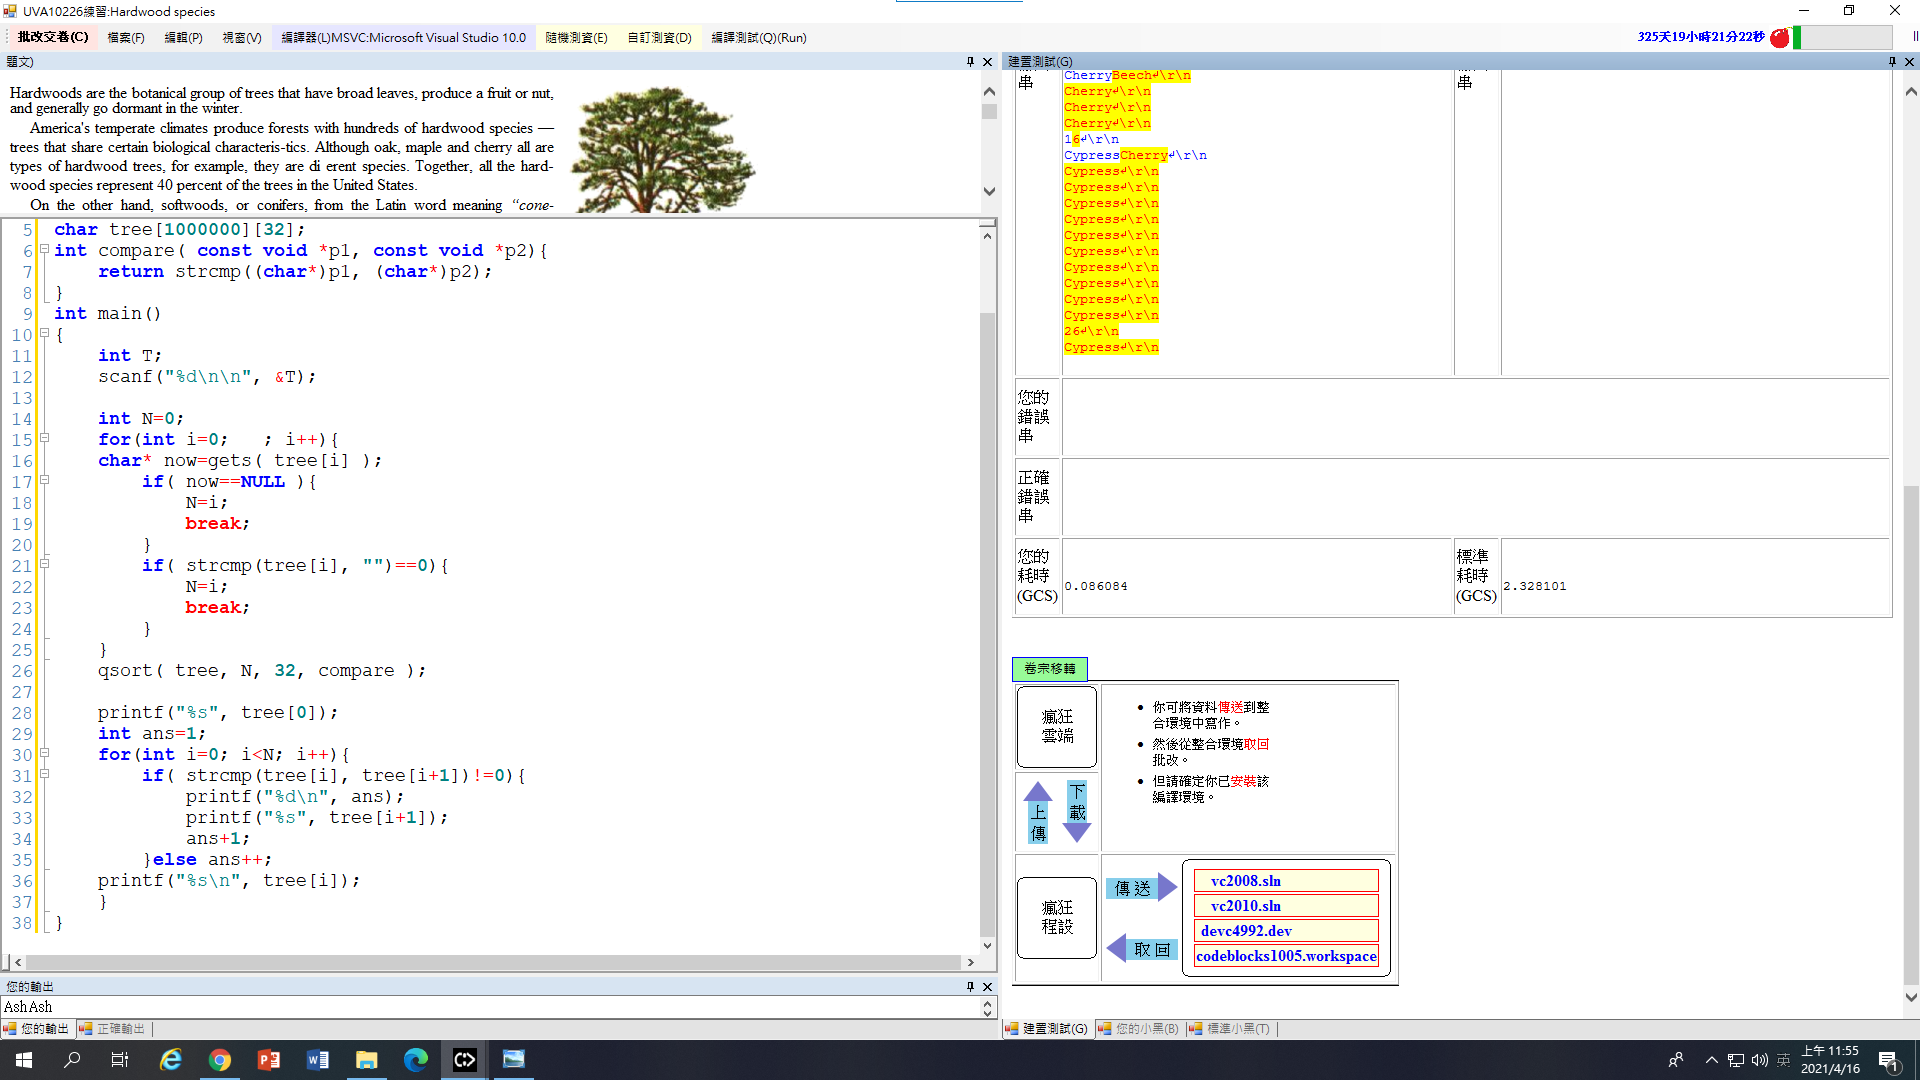 UVA10226練習:Hardwood species
批改交卷(C) 檔案(F) 編輯(P) 視窗(V) 編譯器(L)MSVC:Microsoft Visual Studio 10.0 隨機測資(E) 自訂測資(D) 編譯測試(Q)(Run) 325天19小時21分22秒
題文)
Hardwoods are the botanical group of trees that have broad leaves, produce a fruit or nut,
and generally go dormant in the winter.
America's temperate climates produce forests with hundreds of hardwood species —
trees that share certain biological characteris-tics. Although oak, maple and cherry all are
types of hardwood trees, for example, they are di erent species. Together, all the hard-
wood species represent 40 percent of the trees in the United States.
On the other hand, softwoods, or conifers, from the Latin word meaning “cone-
5 char tree[1000000][32];
6 int compare( const void *p1, const void *p2){
7 return strcmp((char*)p1, (char*)p2);
8 }
9 int main()
10 {
11 int T;
12 scanf("%d\n\n", &T);
13
14 int N=0;
15 for(int i=0;   ; i++){
16 char* now=gets( tree[i] );
17 if( now==NULL ){
18 N=i;
19 break;
20 }
21 if( strcmp(tree[i], "")==0){
22 N=i;
23 break;
24 }
25 }
26 qsort( tree, N, 32, compare );
27
28 printf("%s", tree[0]);
29 int ans=1;
30 for(int i=0; i<N; i++){
31 if( strcmp(tree[i], tree[i+1])!=0){
32 printf("%d\n", ans);
33 printf("%s", tree[i+1]);
34 ans+1;
35 }else ans++;
36 printf("%s\n", tree[i]);
37 }
38 }
您的輸出
AshAsh
您的輸出 正確輸出
建置測試(G)
串 串
CherryBeech↲\r\n
Cherry↲\r\n
Cherry↲\r\n
Cherry↲\r\n
16↲\r\n
CypressCherry↲\r\n
Cypress↲\r\n
Cypress↲\r\n
Cypress↲\r\n
Cypress↲\r\n
Cypress↲\r\n
Cypress↲\r\n
Cypress↲\r\n
Cypress↲\r\n
Cypress↲\r\n
Cypress↲\r\n
26↲\r\n
Cypress↲\r\n
您的
錯誤
串
正確
錯誤
串
您的
耗時
(GCS)
0.086084
標準
耗時
(GCS)
2.328101
卷宗移轉
瘋狂
雲端
上傳
下載
• 你可將資料傳送到整
合環境中寫作。
• 然後從整合環境取回
批改。
• 但請確定你已安裝該
編譯環境。
瘋狂
程設
傳 送
取 回
vc2008.sln
vc2010.sln
devc4992.dev
codeblocks1005.workspace
建置測試(G) 您的小黑(B) 標準小黑(T)
英
上午 11:55
2021/4/16
1